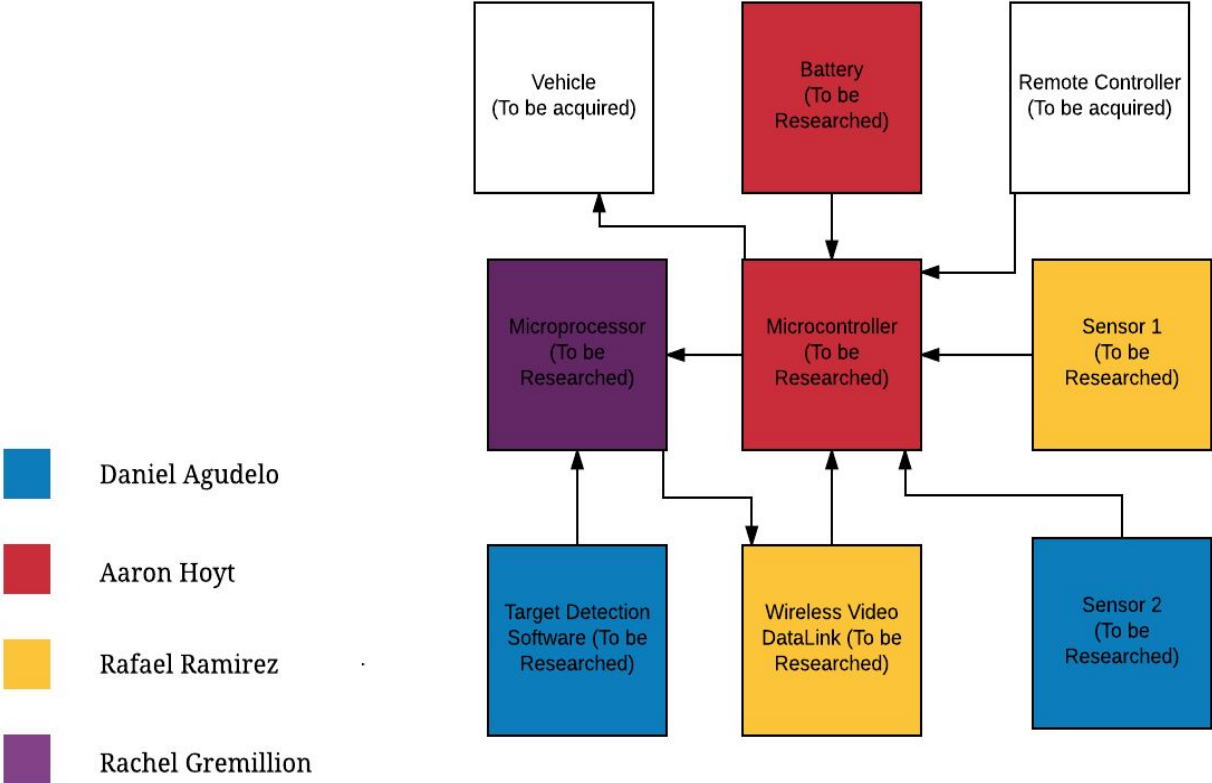 Vehicle
(To be acquired)
Battery
(To be
Researched)
Remote Controller
(To be acquired)
Microprocessor
(To be
Researched)
Microcontroller
(To be
Researched)
Sensor 1
(To be
Researched)
Target Detection
Software (To be
Researched)
Wireless Video
DataLink (To be
Researched)
Sensor 2
(To be
Researched)
Daniel Agudelo
Aaron Hoyt
Rafael Ramirez
Rachel Gremillion